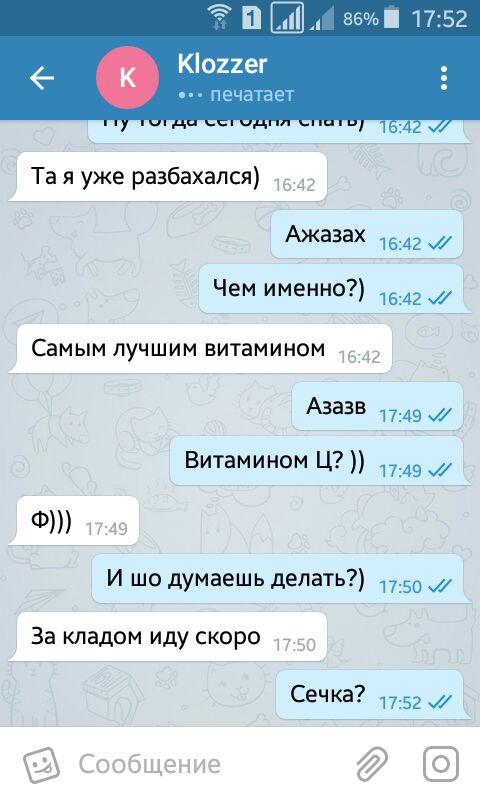 1 86% 17:52
K Klozzer
печатает
16:42
Та я уже разбахался) 16:42
Ажазах 16:42
Чем именно?) 16:42
Самым лучшим витамином 16:42
Азазв 17:49
Витамином Ц? )) 17:49
Ф))) 17:49
И шо думаешь делать?) 17:50
За кладом иду скоро 17:50
Сечка? 17:52
Сообщение